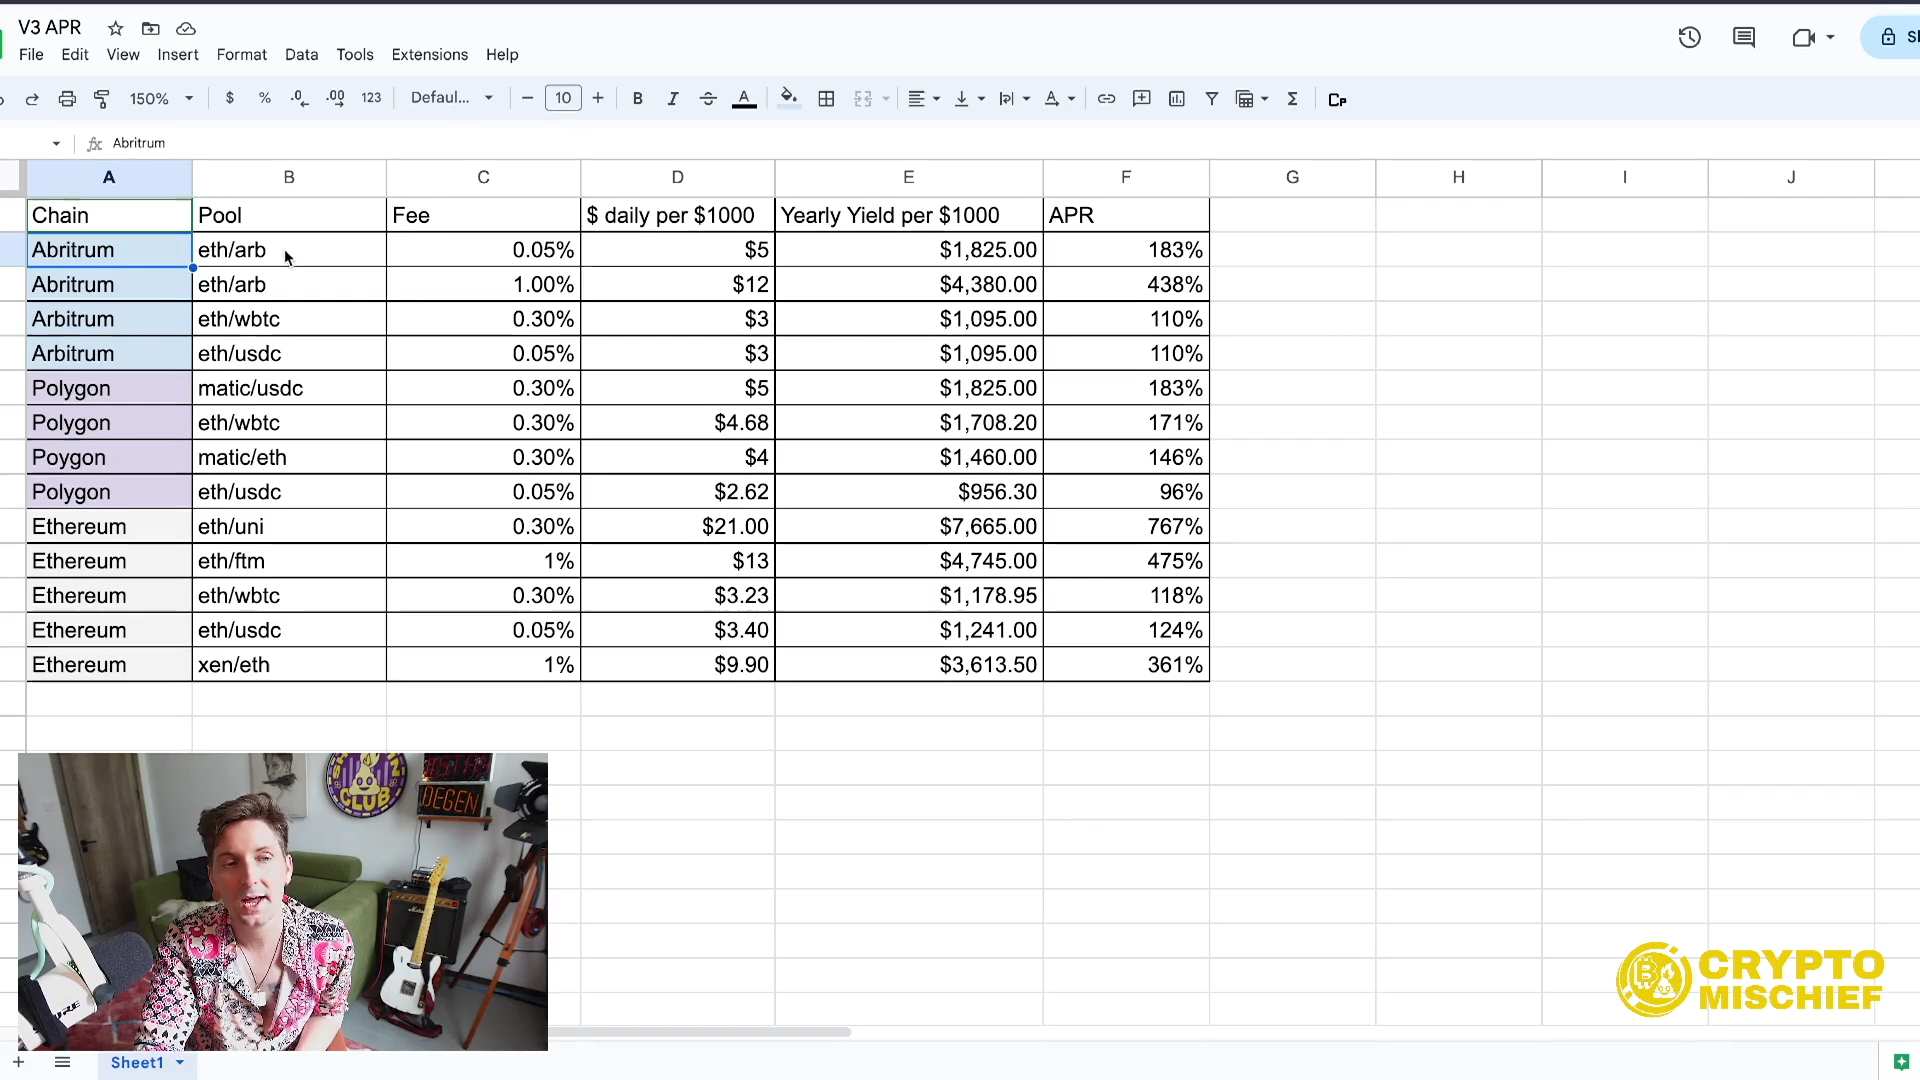 V3 APR
File Edit View Insert Format Data Tools Extensions Help
150% $ % .0 .00 123 Defaul... 10 B I A
fx Abritrum
A B C D E F G H I J
Chain Pool Fee $ daily per $1000 Yearly Yield per $1000 APR
Abritrum eth/arb 0.05% $5 $1,825.00 183%
Abritrum eth/arb 1.00% $12 $4,380.00 438%
Arbitrum eth/wbtc 0.30% $3 $1,095.00 110%
Arbitrum eth/usdc 0.05% $3 $1,095.00 110%
Polygon matic/usdc 0.30% $5 $1,825.00 183%
Polygon eth/wbtc 0.30% $4.68 $1,708.20 171%
Poygon matic/eth 0.30% $4 $1,460.00 146%
Polygon eth/usdc 0.05% $2.62 $956.30 96%
Ethereum eth/uni 0.30% $21.00 $7,665.00 767%
Ethereum eth/ftm 1% $13 $4,745.00 475%
Ethereum eth/wbtc 0.30% $3.23 $1,178.95 118%
Ethereum eth/usdc 0.05% $3.40 $1,241.00 124%
Ethereum xen/eth 1% $9.90 $3,613.50 361%
CLUB
DEGEN
CRYPTO
MISCHIEF
Sheet1